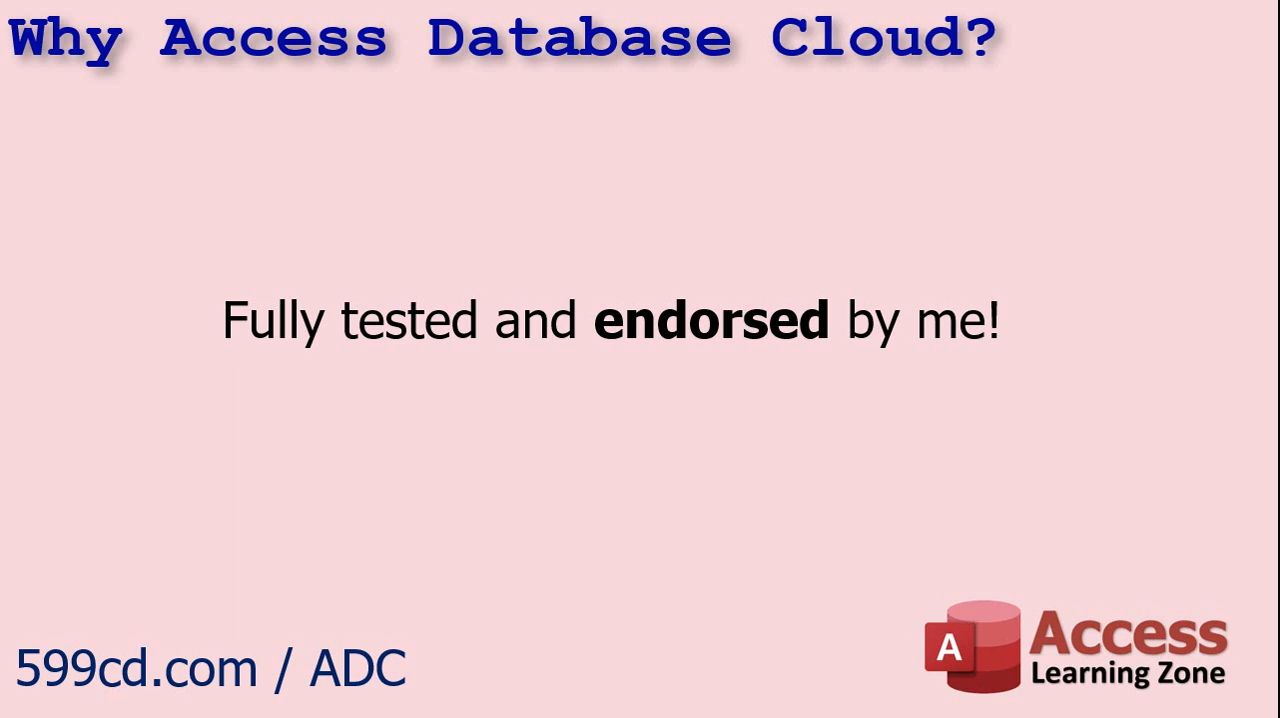 Why Access Database Cloud?
Fully tested and endorsed by me!
599cd.com / ADC
A
Access
Learning Zone